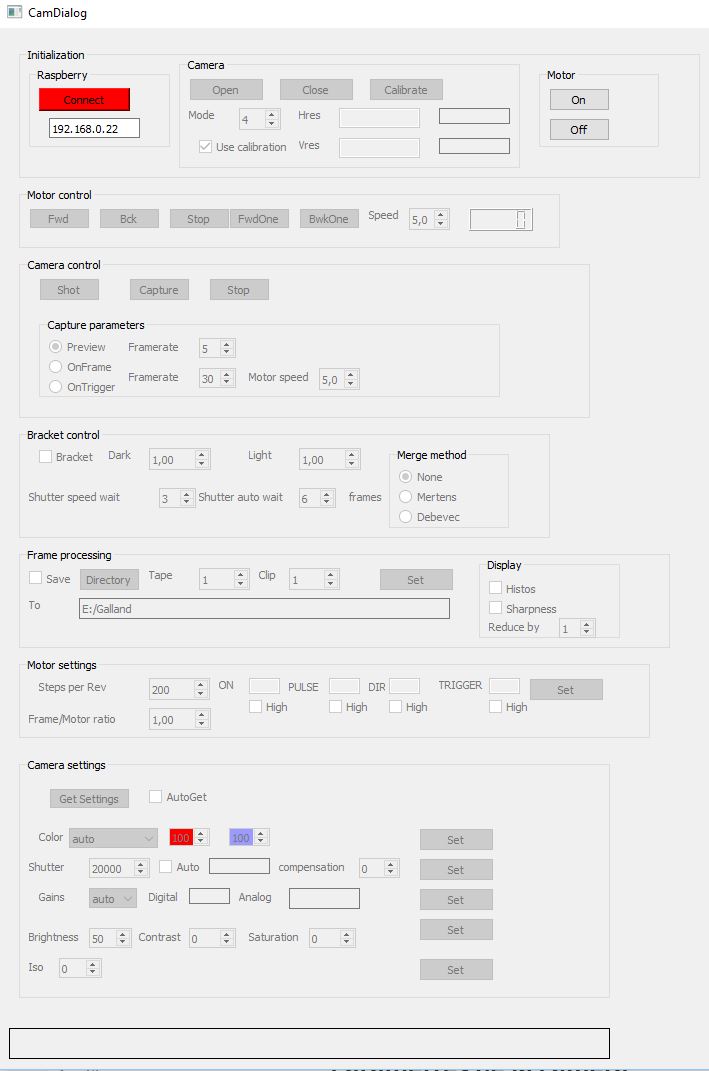 CamDialog
Initialization
Raspberry
Connect
192.168.0.22
Camera
Open Close Calibrate
Mode 4 Hres
Use calibration Vres
Motor
On
Off
Motor control
Fwd Bck Stop FwdOne BwkOne Speed 5,0 0
Camera control
Shot Capture Stop
Capture parameters
Preview Framerate 5
OnFrame
OnTrigger Framerate 30 Motor speed 5,0
Bracket control
Bracket Dark 1,00 Light 1,00
Shutter speed wait 3 Shutter auto wait 6 frames
Merge method
None
Mertens
Debevec
Frame processing
Save Directory Tape 1 Clip 1 Set
To E:/Galland
Display
Histos
Sharpness
Reduce by 1
Motor settings
Steps per Rev 200 ON PULSE DIR TRIGGER Set
High High High High
Frame/Motor ratio 1,00
Camera settings
Get Settings AutoGet
Color auto 100 100 Set
Shutter 20000 Auto compensation 0 Set
Gains auto Digital Analog Set
Brightness 50 Contrast 0 Saturation 0 Set
Iso 0 Set